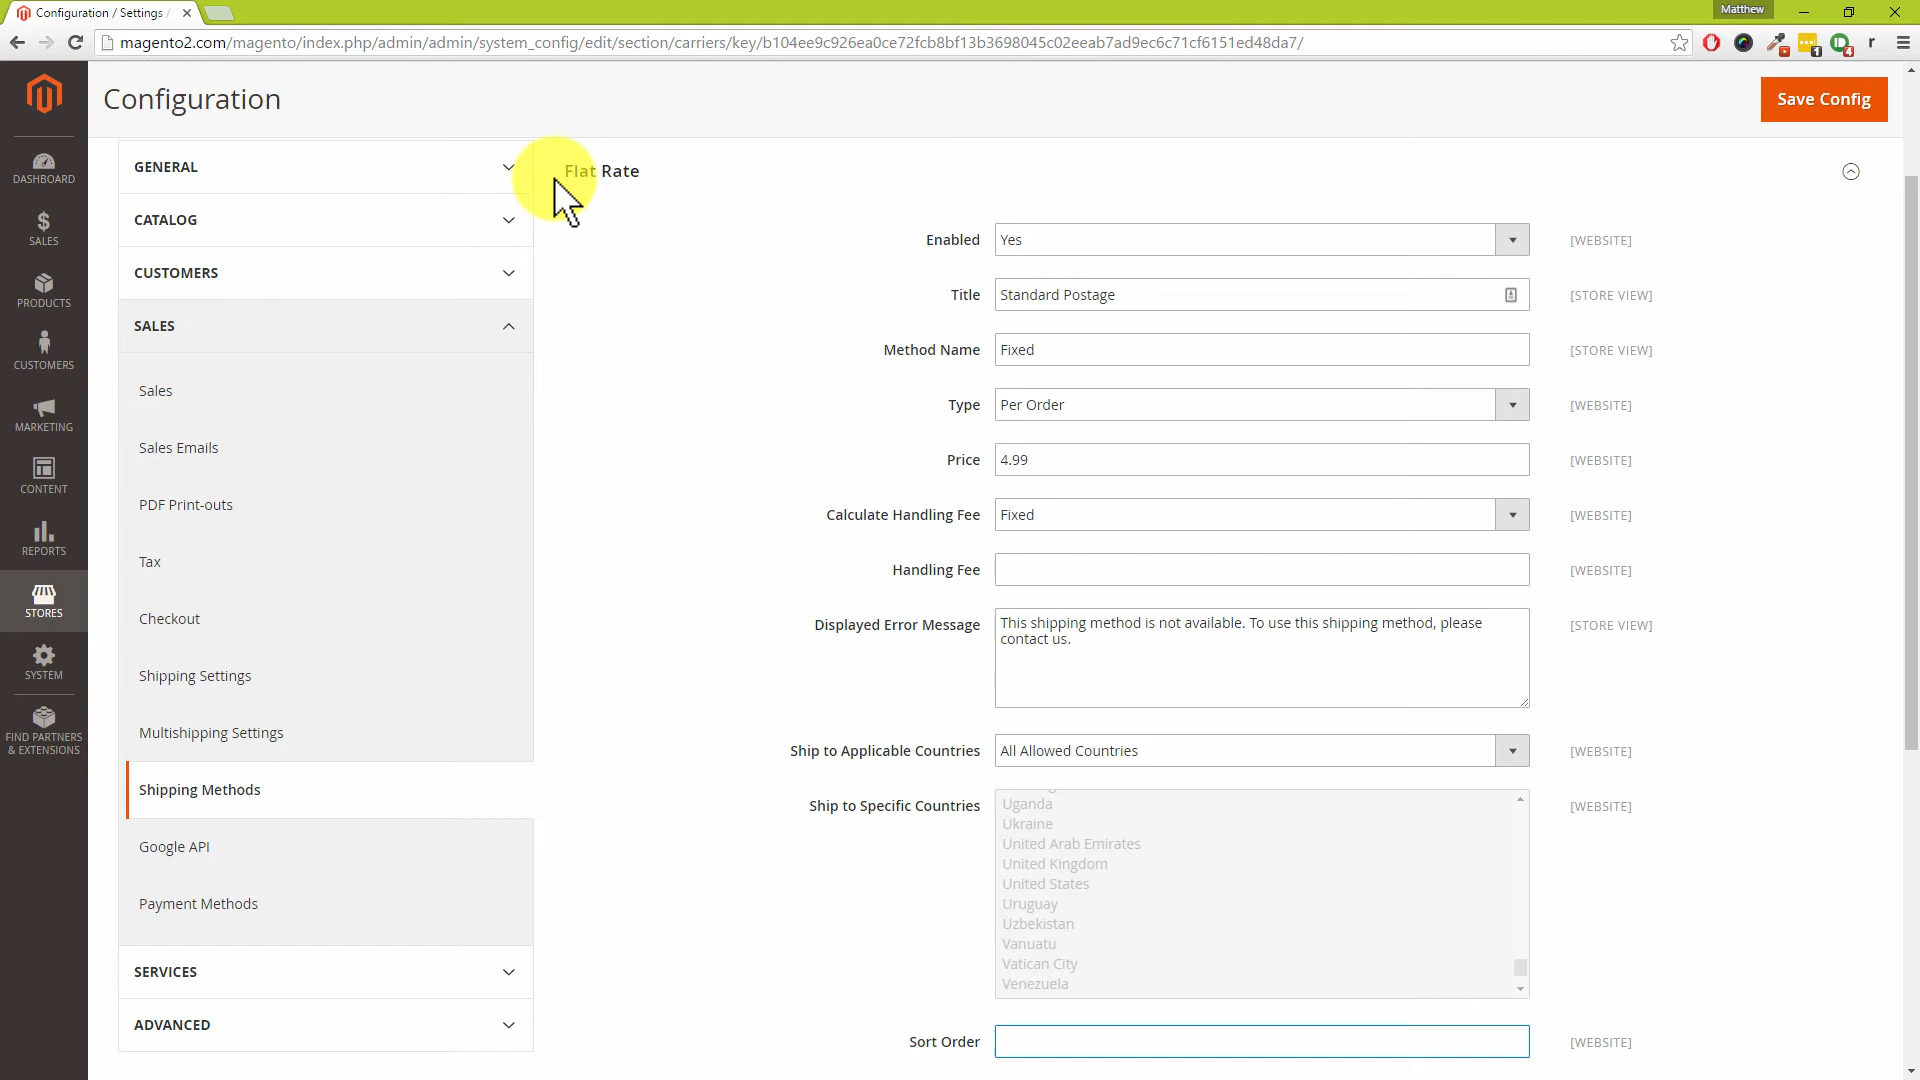 Configuration / Settings /
Matthew
magento2.com/magento/index.php/admin/admin/system_config/edit/section/carriers/key/b104ee9c926ea0ce72fcb8bf13b3698045c02eeab7ad9ec6c71cf6151ed48da7/
1
4
r
Configuration
Save Config
DASHBOARD
SALES
PRODUCTS
CUSTOMERS
MARKETING
CONTENT
REPORTS
STORES
SYSTEM
FIND PARTNERS
& EXTENSIONS
GENERAL
CATALOG
CUSTOMERS
SALES
Sales
Sales Emails
PDF Print-outs
Tax
Checkout
Shipping Settings
Multishipping Settings
Shipping Methods
Google API
Payment Methods
SERVICES
ADVANCED
Flat Rate
Enabled Yes [WEBSITE]
Title Standard Postage [STORE VIEW]
Method Name Fixed [STORE VIEW]
Type Per Order [WEBSITE]
Price 4.99 [WEBSITE]
Calculate Handling Fee Fixed [WEBSITE]
Handling Fee [WEBSITE]
Displayed Error Message This shipping method is not available. To use this shipping method, please [STORE VIEW]
contact us.
Ship to Applicable Countries All Allowed Countries [WEBSITE]
Ship to Specific Countries [WEBSITE]
Uganda
Ukraine
United Arab Emirates
United Kingdom
United States
Uruguay
Uzbekistan
Vanuatu
Vatican City
Venezuela
Sort Order [WEBSITE]